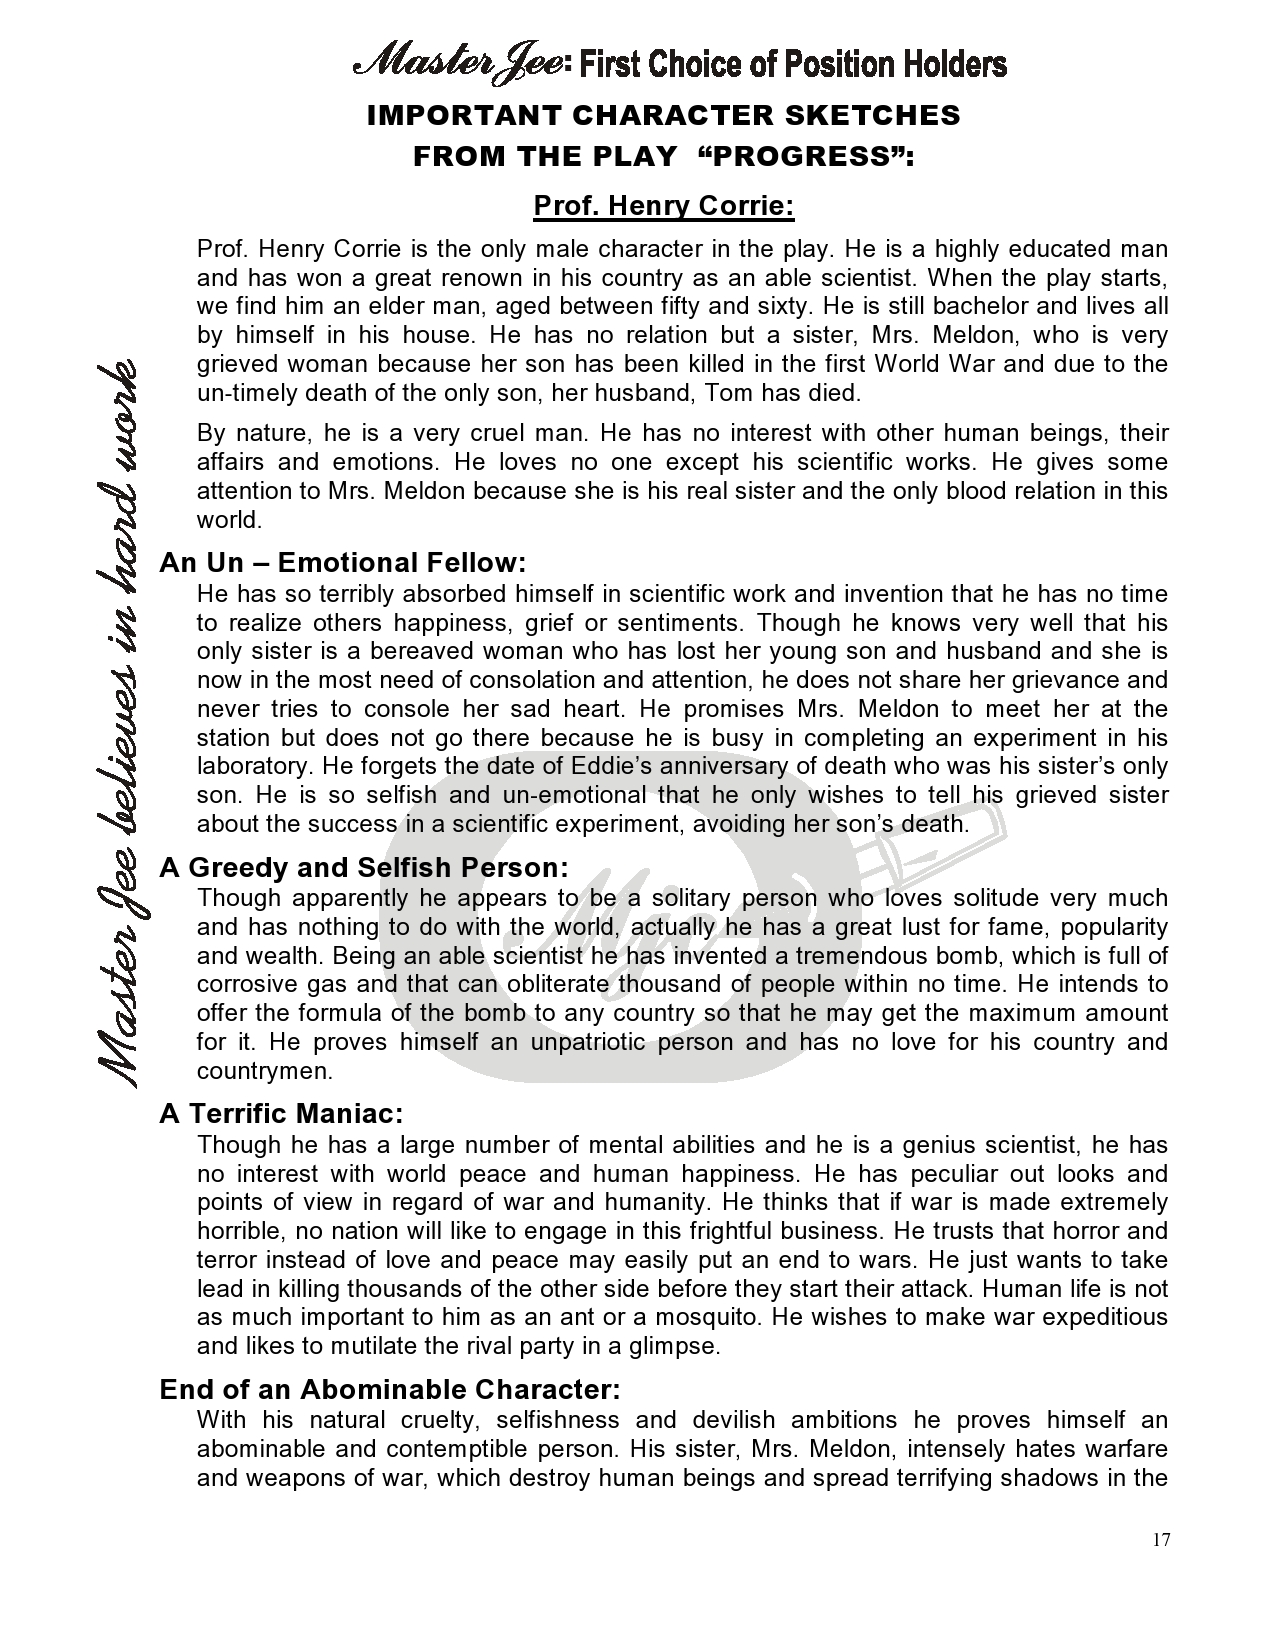 Master Jee: First Choice of Position Holders
IMPORTANT CHARACTER SKETCHES
FROM THE PLAY “PROGRESS”:
Prof. Henry Corrie:
Prof. Henry Corrie is the only male character in the play. He is a highly educated man
and has won a great renown in his country as an able scientist. When the play starts,
we find him an elder man, aged between fifty and sixty. He is still bachelor and lives all
by himself in his house. He has no relation but a sister, Mrs. Meldon, who is very
grieved woman because her son has been killed in the first World War and due to the
un-timely death of the only son, her husband, Tom has died.
By nature, he is a very cruel man. He has no interest with other human beings, their
affairs and emotions. He loves no one except his scientific works. He gives some
attention to Mrs. Meldon because she is his real sister and the only blood relation in this
world.
An Un – Emotional Fellow:
He has so terribly absorbed himself in scientific work and invention that he has no time
to realize others happiness, grief or sentiments. Though he knows very well that his
only sister is a bereaved woman who has lost her young son and husband and she is
now in the most need of consolation and attention, he does not share her grievance and
never tries to console her sad heart. He promises Mrs. Meldon to meet her at the
station but does not go there because he is busy in completing an experiment in his
laboratory. He forgets the date of Eddie’s anniversary of death who was his sister’s only
son. He is so selfish and un-emotional that he only wishes to tell his grieved sister
about the success in a scientific experiment, avoiding her son’s death.
A Greedy and Selfish Person:
Though apparently he appears to be a solitary person who loves solitude very much
and has nothing to do with the world, actually he has a great lust for fame, popularity
and wealth. Being an able scientist he has invented a tremendous bomb, which is full of
corrosive gas and that can obliterate thousand of people within no time. He intends to
offer the formula of the bomb to any country so that he may get the maximum amount
for it. He proves himself an unpatriotic person and has no love for his country and
countrymen.
A Terrific Maniac:
Though he has a large number of mental abilities and he is a genius scientist, he has
no interest with world peace and human happiness. He has peculiar out looks and
points of view in regard of war and humanity. He thinks that if war is made extremely
horrible, no nation will like to engage in this frightful business. He trusts that horror and
terror instead of love and peace may easily put an end to wars. He just wants to take
lead in killing thousands of the other side before they start their attack. Human life is not
as much important to him as an ant or a mosquito. He wishes to make war expeditious
and likes to mutilate the rival party in a glimpse.
End of an Abominable Character:
With his natural cruelty, selfishness and devilish ambitions he proves himself an
abominable and contemptible person. His sister, Mrs. Meldon, intensely hates warfare
and weapons of war, which destroy human beings and spread terrifying shadows in the
17
Master Jee believes in hard work
Mje